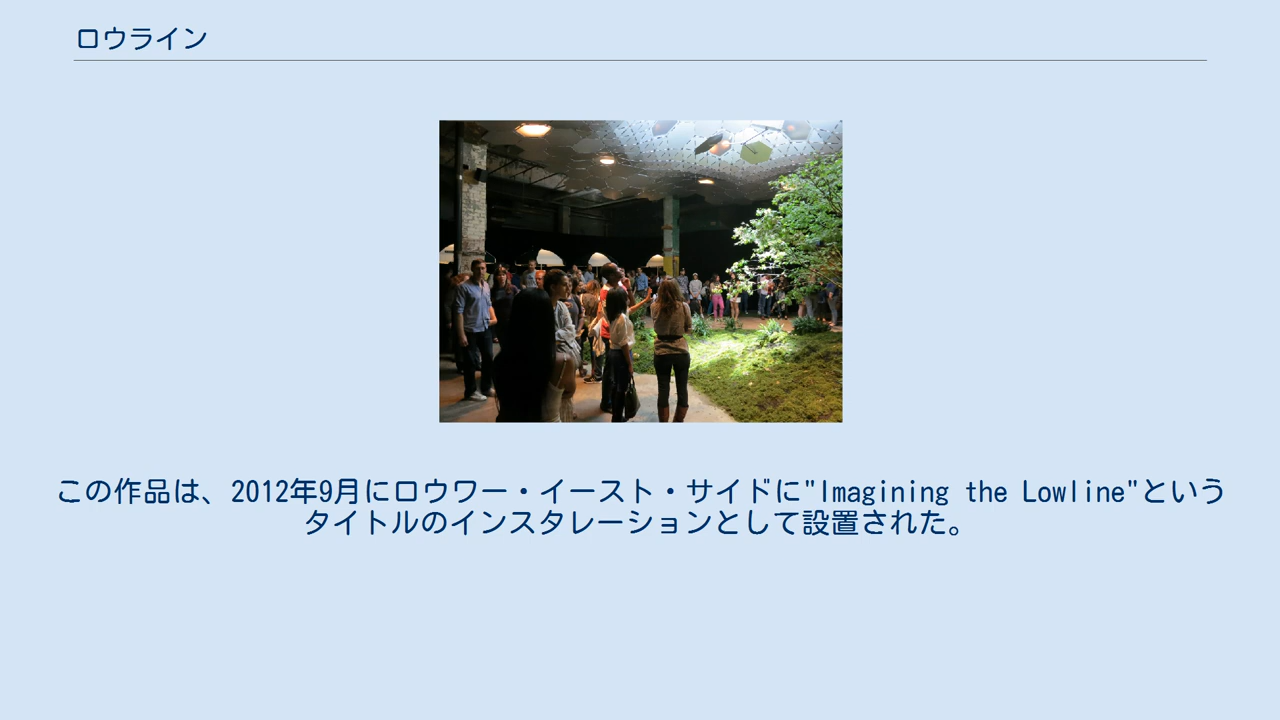 ロウライン
この作品は、2012年9月にロウワー・イースト・サイドに"Imagining the Lowline"という
タイトルのインスタレーションとして設置された。